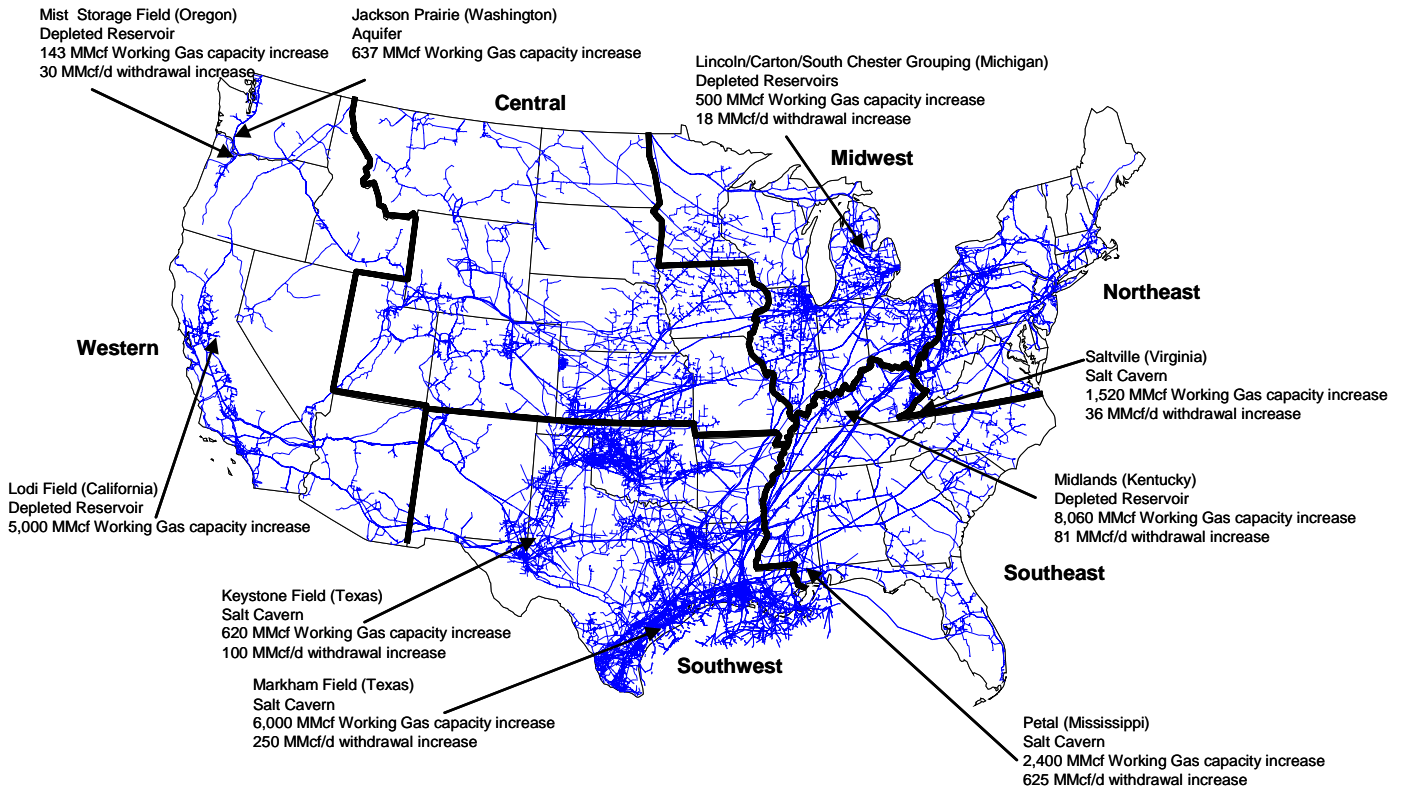 Mist Storage Field (Oregon)
Depleted Reservoir
143 MMcf Working Gas capacity increase
30 MMcf/d withdrawal increase
Jackson Prairie (Washington)
Aquifer
637 MMcf Working Gas capacity increase
Lincoln/Carton/South Chester Grouping (Michigan)
Depleted Reservoirs
500 MMcf Working Gas capacity increase
18 MMcf/d withdrawal increase
Central
Midwest
Northeast
Western
Saltville (Virginia)
Salt Cavern
1,520 MMcf Working Gas capacity increase
36 MMcf/d withdrawal increase
Lodi Field (California)
Depleted Reservoir
5,000 MMcf Working Gas capacity increase
Midlands (Kentucky)
Depleted Reservoir
8,060 MMcf Working Gas capacity increase
81 MMcf/d withdrawal increase
Southeast
Keystone Field (Texas)
Salt Cavern
620 MMcf Working Gas capacity increase
100 MMcf/d withdrawal increase
Southwest
Markham Field (Texas)
Salt Cavern
6,000 MMcf Working Gas capacity increase
250 MMcf/d withdrawal increase
Petal (Mississippi)
Salt Cavern
2,400 MMcf Working Gas capacity increase
625 MMcf/d withdrawal increase